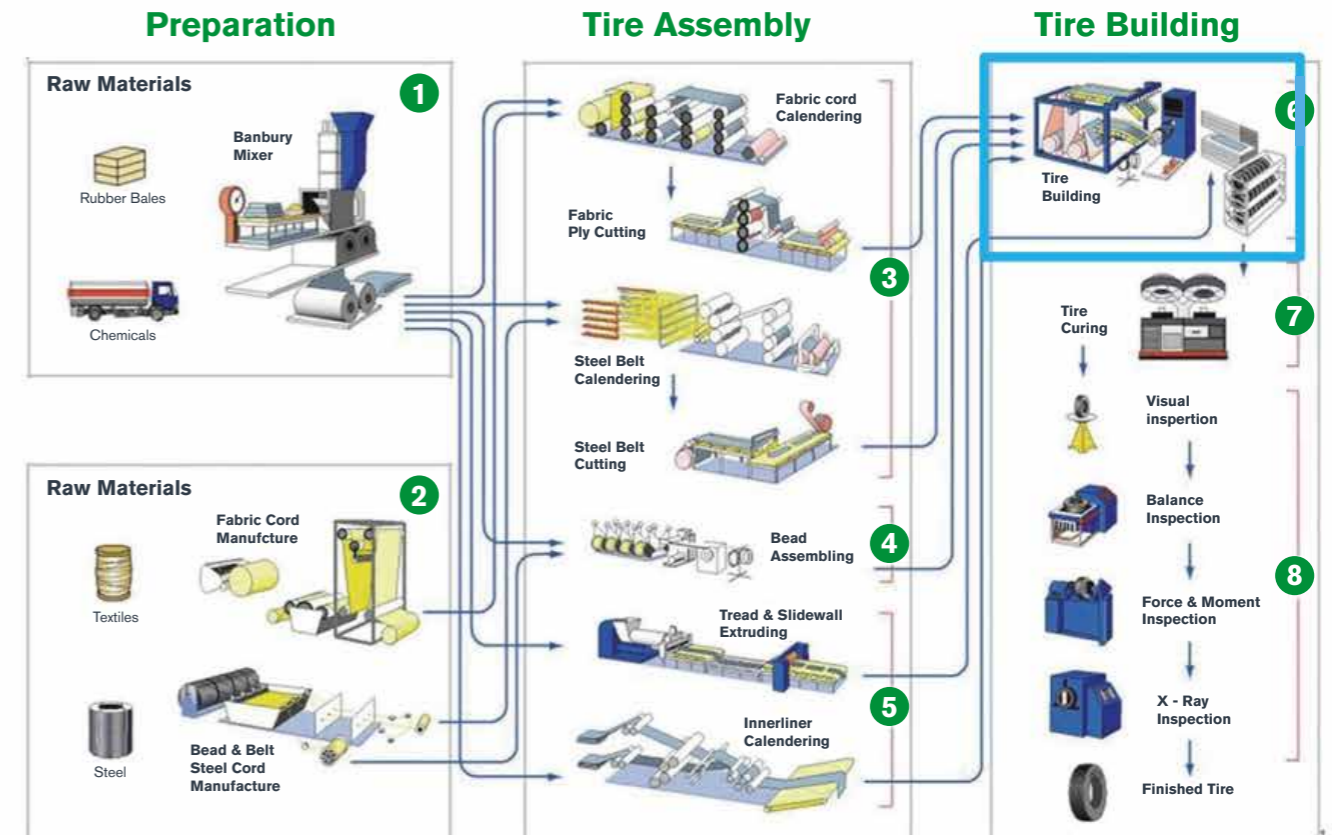 Preparation
Raw Materials
1
Banbury
Mixer
Rubber Bales
Chemicals
Raw Materials
2
Fabric Cord
Manufcture
Textiles
Steel
Bead & Belt
Steel Cord
Manufacture
Tire Assembly
Fabric cord
Calendering
Fabric
Ply Cutting
3
Steel Belt
Calendering
Steel Belt
Cutting
Bead
Assembling
4
Tread & Slidewall
Extruding
5
Innerliner
Calendering
Tire Building
6
Tire
Building
7
Tire
Curing
Visual
inspertion
Balance
Inspection
8
Force & Moment
Inspection
X - Ray
Inspection
Finished Tire